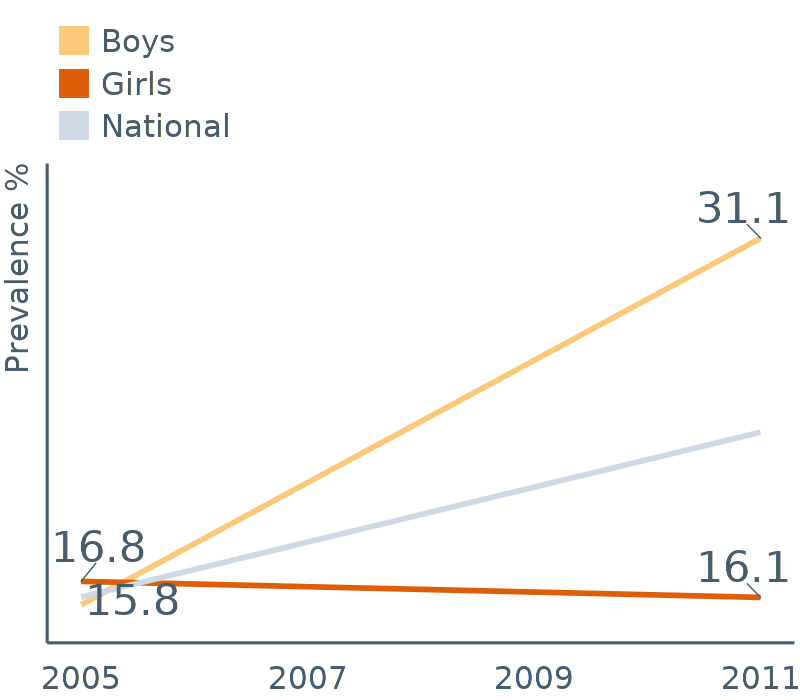 Boys
Girls
National
Prevalence %
31.1
16.8
15.8
16.1
2005 2007 2009 2011